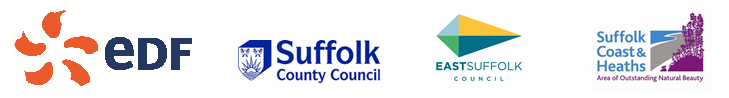 eDF
Suffolk
County Council
EASTSUFFOLK
COUNCIL
Suffolk
Coast &
Heaths
Area of Outstanding Natural Beauty